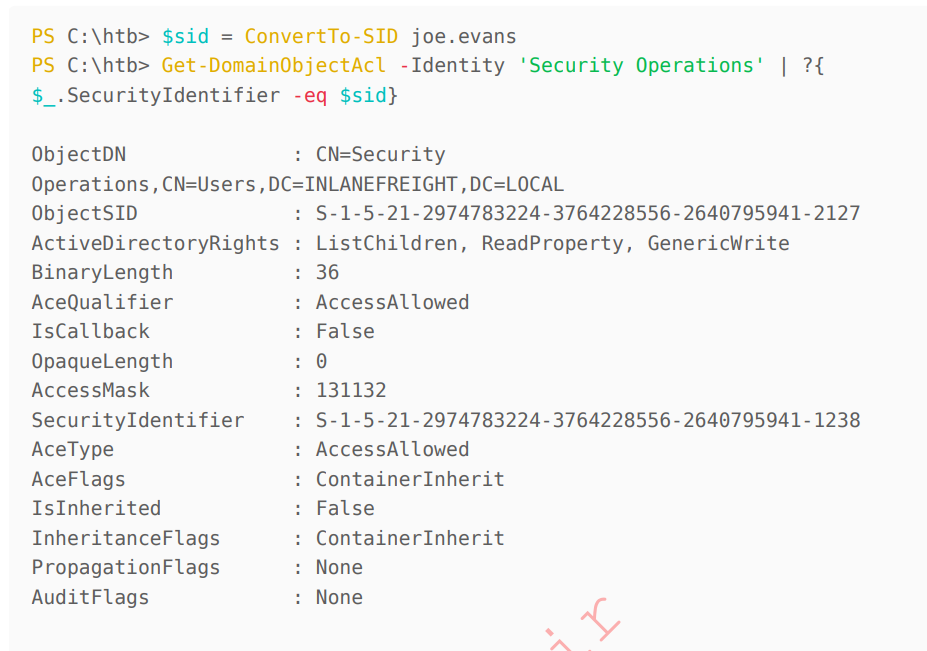 PS C:\htb> $sid = ConvertTo-SID joe.evans
PS C:\htb> Get-DomainObjectAcl -Identity 'Security Operations' | ?{
$_.SecurityIdentifier -eq $sid}
ObjectDN : CN=Security
Operations,CN=Users,DC=INLANEFREIGHT,DC=LOCAL
ObjectSID : S-1-5-21-2974783224-3764228556-2640795941-2127
ActiveDirectoryRights : ListChildren, ReadProperty, GenericWrite
BinaryLength : 36
AceQualifier : AccessAllowed
IsCallback : False
OpaqueLength : 0
AccessMask : 131132
SecurityIdentifier : S-1-5-21-2974783224-3764228556-2640795941-1238
AceType : AccessAllowed
AceFlags : ContainerInherit
IsInherited : False
InheritanceFlags : ContainerInherit
PropagationFlags : None
AuditFlags : None